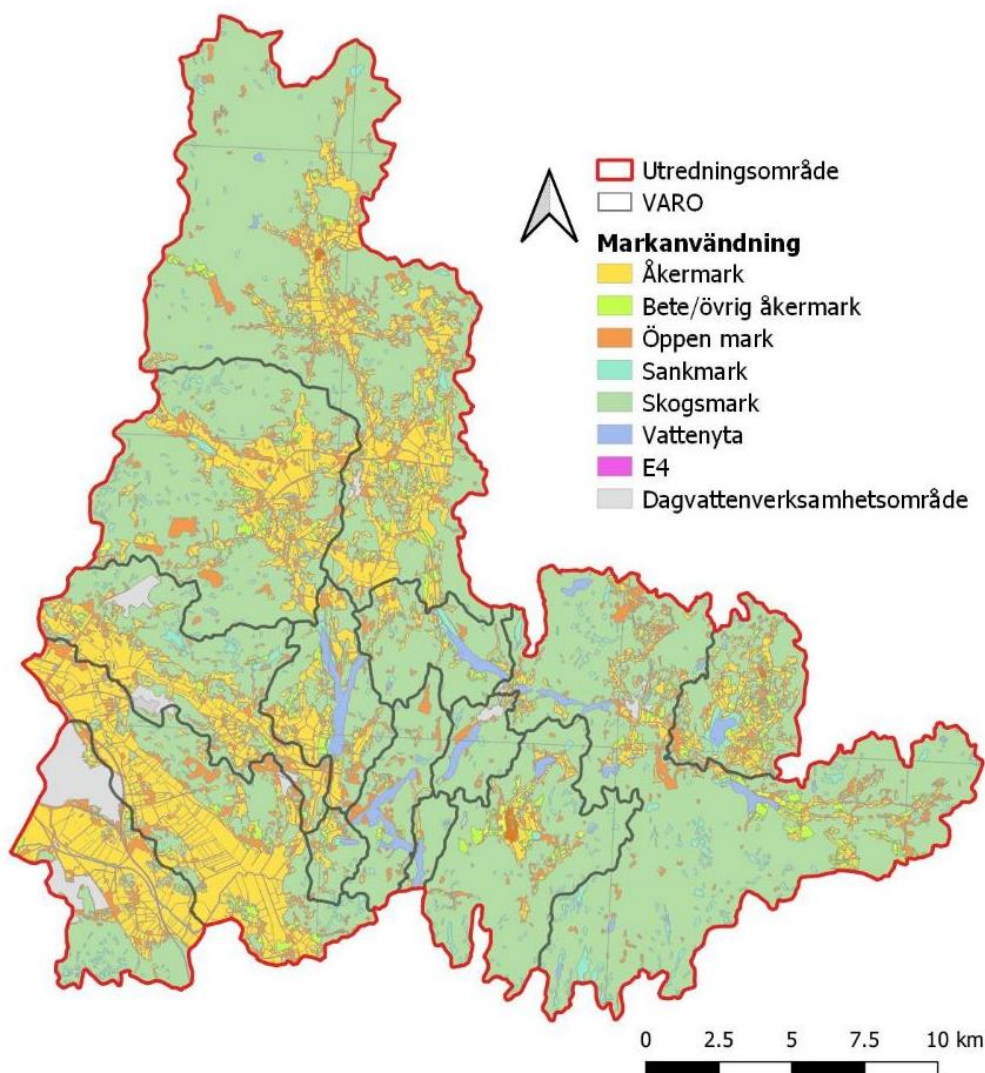 Utredningsområde
VARO
Markanvändning
Åkermark
Bete/övrig åkermark
Öppen mark
Sankmark
Skogsmark
Vattenyta
E4
Dagvattenverksamhetsområde
0 2.5 5 7.5 10 km